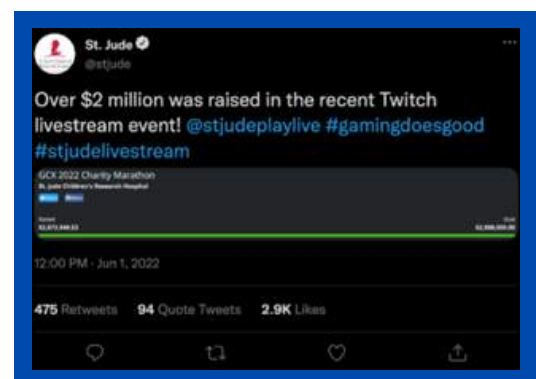 St. Jude
@stjude
Over $2 million was raised in the recent Twitch
livestream event! @stjudeplaylive #gamingdoesgood
#stjudelivestream
GCX 2022 Charity Marathon
St. Jude Children's Research Hospital
12:00 PM · Jun 1, 2022
475 Retweets 94 Quote Tweets 2.9K Likes